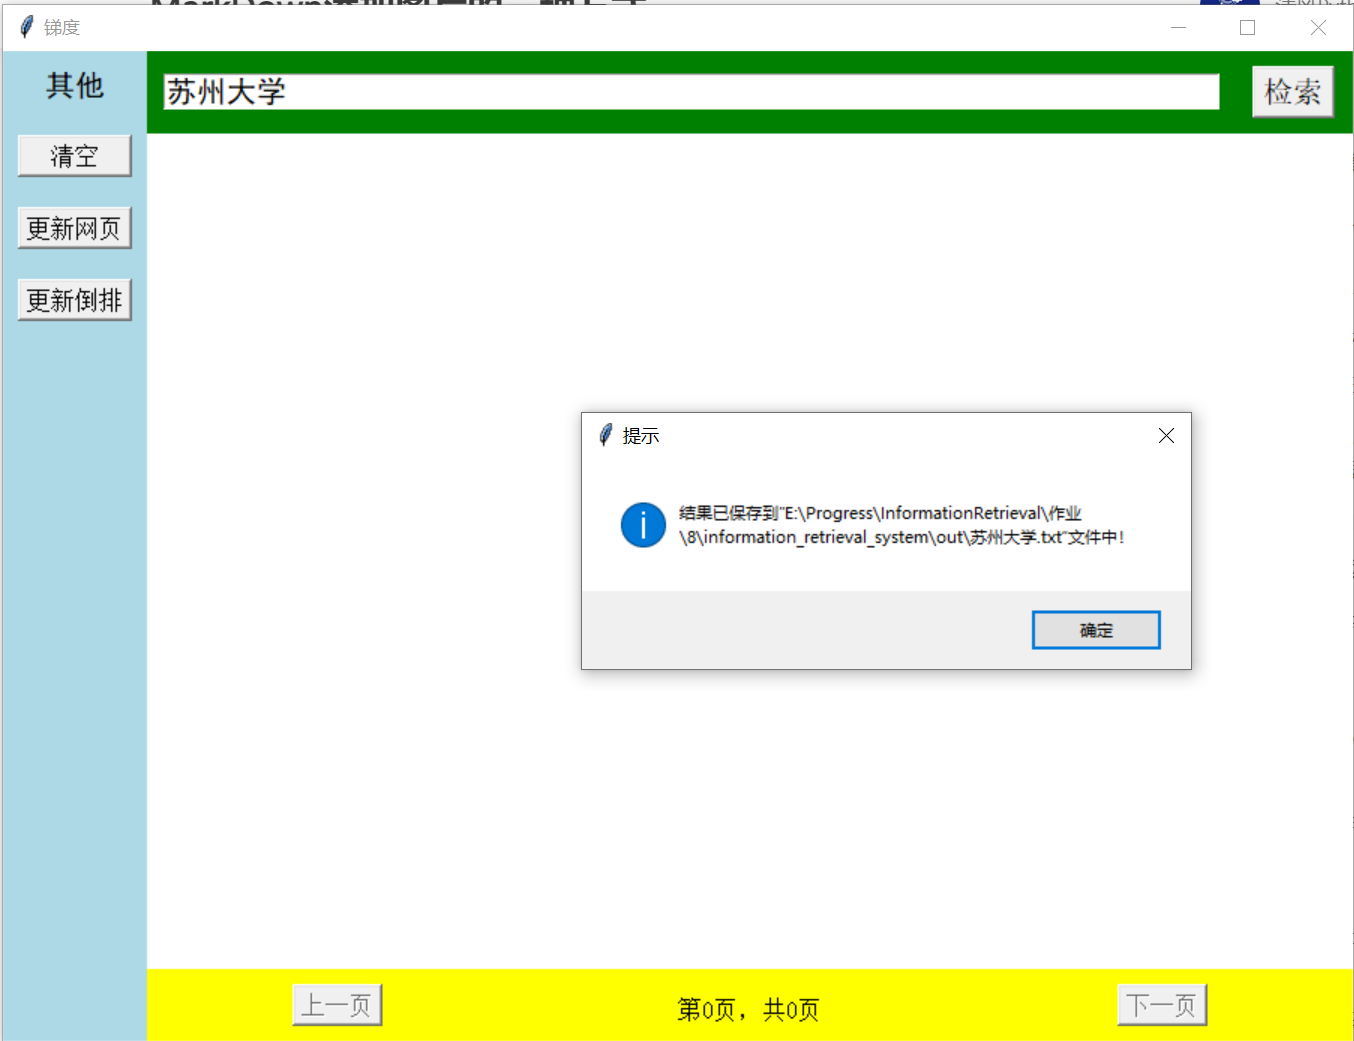 锑度
其他
苏州大学
检索
清空
更新网页
更新倒排
提示
结果已保存到"E:\Progress\InformationRetrieval\作业
\8\information_retrieval_system\out\苏州大学.txt"文件中!
确定
上一页
第0页，共0页
下一页